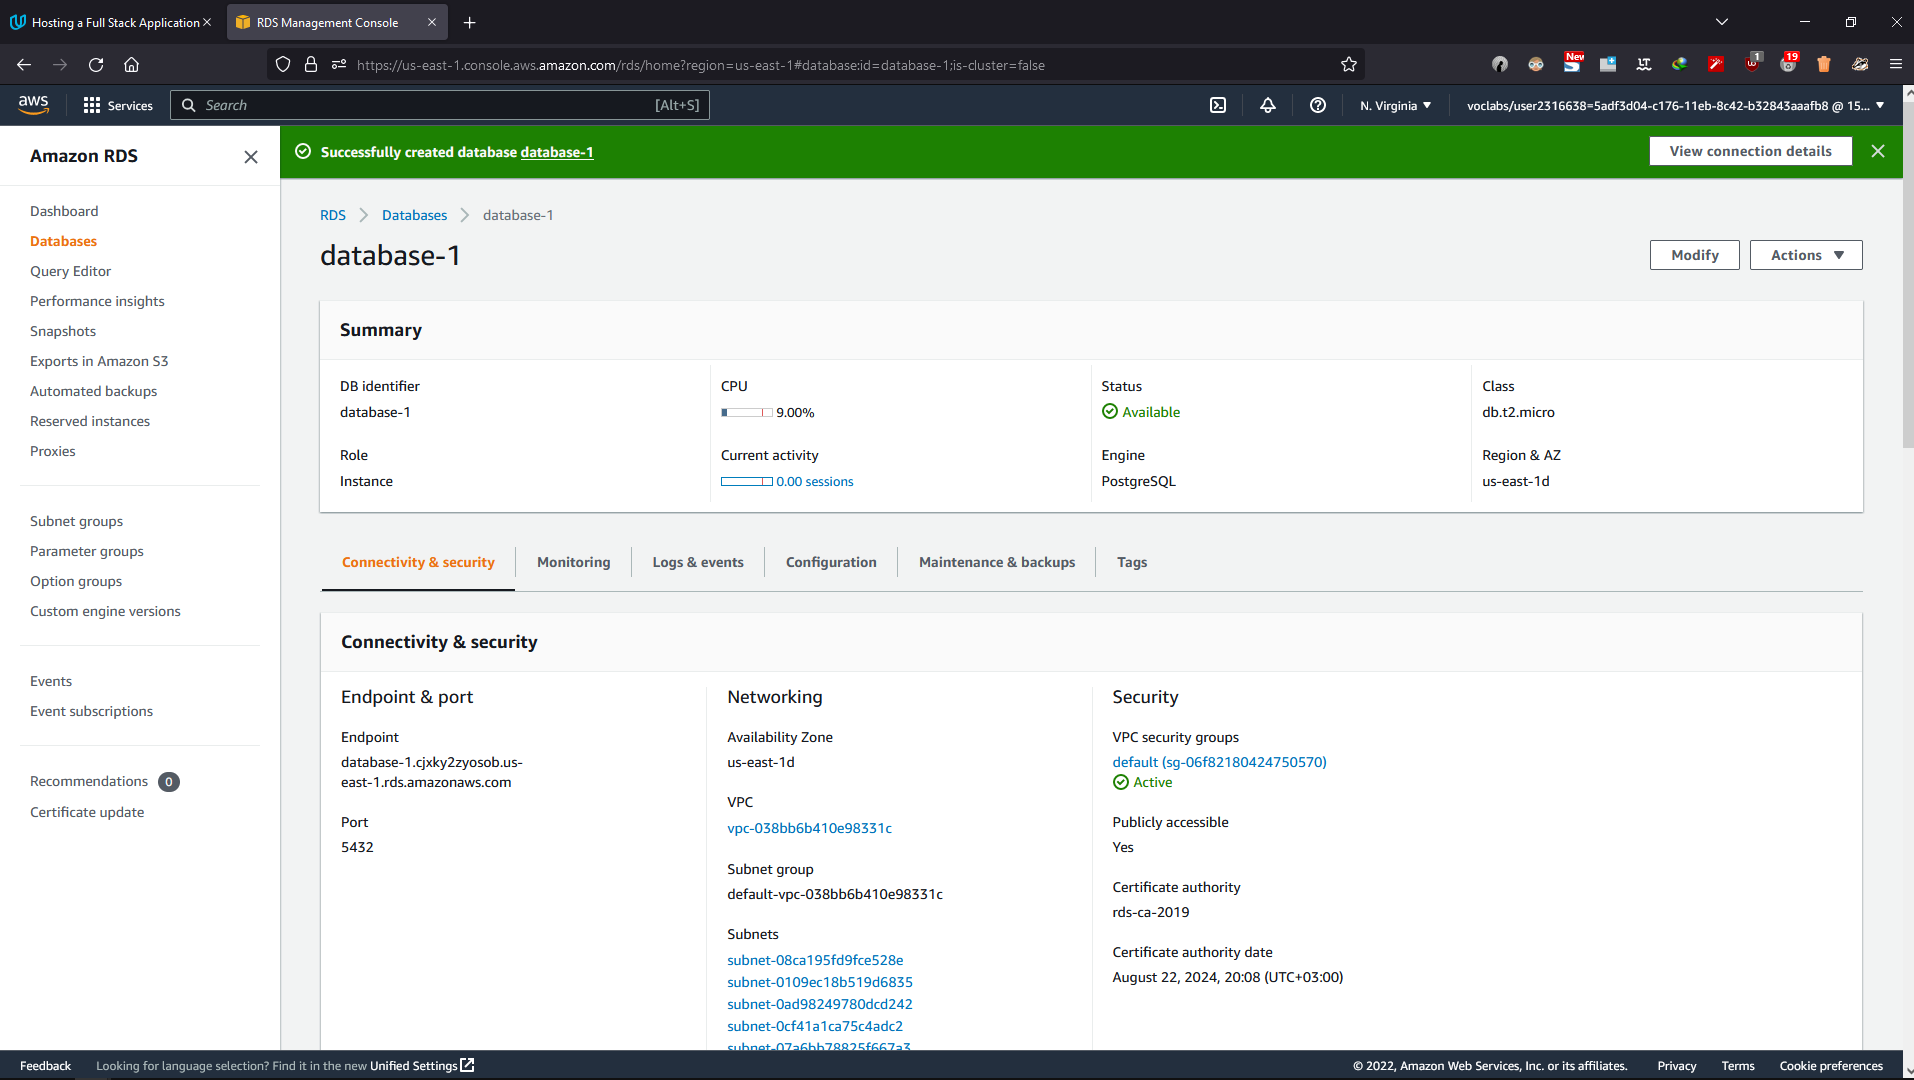 Hosting a Full Stack Application
RDS Management Console
https://us-east-1.console.aws.amazon.com/rds/home?region=us-east-1#database:id=database-1;is-cluster=false
New
1
19
aws
Services
Search
[Alt+S]
N. Virginia
voclabs/user2316638=5adf3d04-c176-11eb-8c42-b32843aaafb8 @ 15...
Amazon RDS
Dashboard
Databases
Query Editor
Performance insights
Snapshots
Exports in Amazon S3
Automated backups
Reserved instances
Proxies
Subnet groups
Parameter groups
Option groups
Custom engine versions
Events
Event subscriptions
Recommendations 0
Certificate update
Successfully created database database-1
View connection details
RDS > Databases > database-1
database-1
Modify
Actions
Summary
DB identifier
database-1
CPU
9.00%
Status
Available
Class
db.t2.micro
Role
Instance
Current activity
0.00 sessions
Engine
PostgreSQL
Region & AZ
us-east-1d
Connectivity & security
Monitoring
Logs & events
Configuration
Maintenance & backups
Tags
Connectivity & security
Endpoint & port
Endpoint
database-1.cjxky2zyosob.us-
east-1.rds.amazonaws.com
Port
5432
Networking
Availability Zone
us-east-1d
VPC
vpc-038bb6b410e98331c
Subnet group
default-vpc-038bb6b410e98331c
Subnets
subnet-08ca195fd9fce528e
subnet-0109ec18b519d6835
subnet-0ad98249780dcd242
subnet-0cf41a1ca75c4adc2
subnet-07a6bb78825f667a3
Security
VPC security groups
default (sg-06f82180424750570)
Active
Publicly accessible
Yes
Certificate authority
rds-ca-2019
Certificate authority date
August 22, 2024, 20:08 (UTC+03:00)
Feedback
Looking for language selection? Find it in the new Unified Settings
© 2022, Amazon Web Services, Inc. or its affiliates.
Privacy
Terms
Cookie preferences